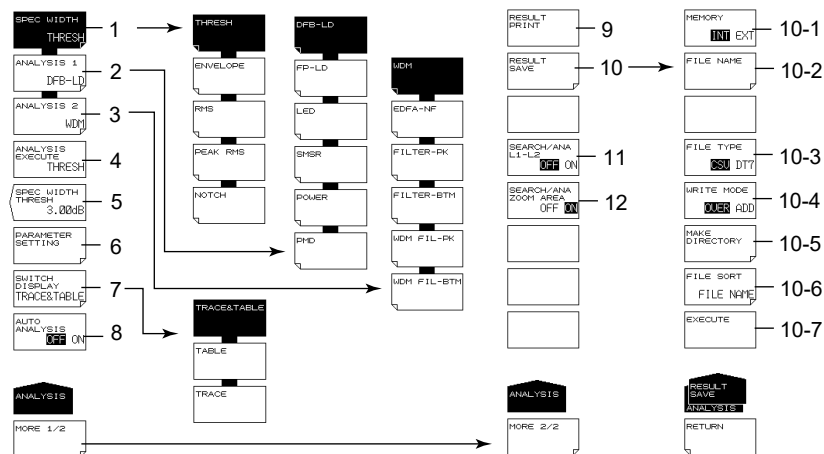 SPEC WIDTH
THRESH
1
ANALYSIS 1
DFB-LD
2
ANALYSIS 2
WDM
3
ANALYSIS
EXECUTE
THRESH
4
SPEC WIDTH
THRESH
3.00dB
5
PARAMETER
SETTING
6
SWITCH
DISPLAY
TRACE&TABLE
7
AUTO
ANALYSIS
OFF ON
8
ANALYSIS
MORE 1/2
THRESH
ENVELOPE
RMS
PEAK RMS
NOTCH
TRACE&TABLE
TABLE
TRACE
DFB-LD
FP-LD
LED
SMSR
POWER
PMD
WDM
EDFA-NF
FILTER-PK
FILTER-BTM
WDM FIL-PK
WDM FIL-BTM
RESULT
PRINT
9
RESULT
SAVE
10
SEARCH/ANA
L1-L2
OFF ON
11
SEARCH/ANA
ZOOM AREA
OFF ON
12
ANALYSIS
MORE 2/2
MEMORY
INT EXT
10-1
FILE NAME
10-2
FILE TYPE
CSV DT7
10-3
WRITE MODE
OVER ADD
10-4
MAKE
DIRECTORY
10-5
FILE SORT
FILE NAME
10-6
EXECUTE
10-7
RESULT
SAVE
ANALYSIS
RETURN